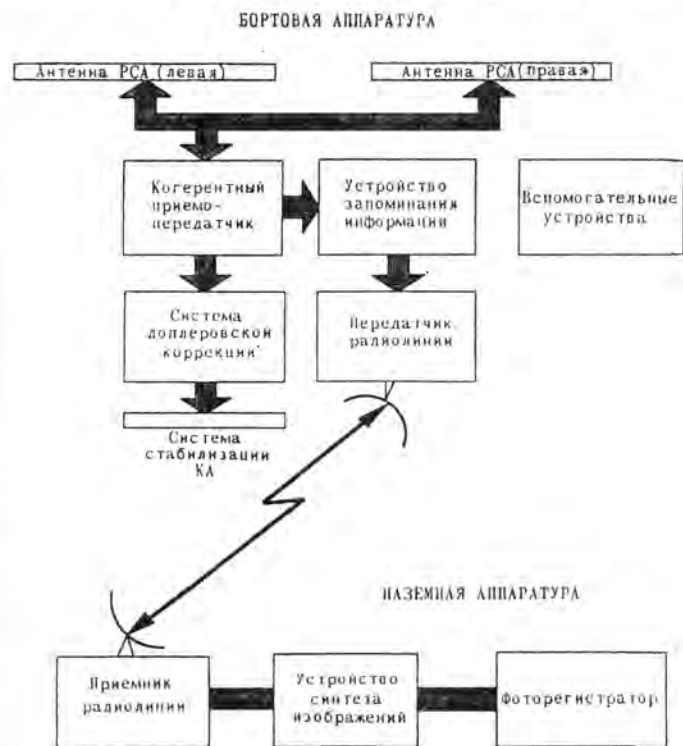 БОРТОВАЯ АППАРАТУРА
Антенна РСА (левая)
Антенна РСА (правая)
Когерентный
приемо-
передатчик
Устройство
запоминания
информации
Вспомогательные
устройства
Система
доплеровской
коррекции
Передатчик
радиолинии
Система
стабилизации
КА
НАЗЕМНАЯ АППАРАТУРА
Приемник
радиолинии
Устройство
синтеза
изображений
Фоторегистратор